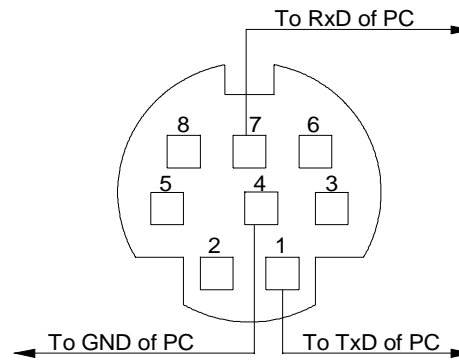 To RxD of PC
8 7 6
5 4 3
2 1
To GND of PC To TxD of PC